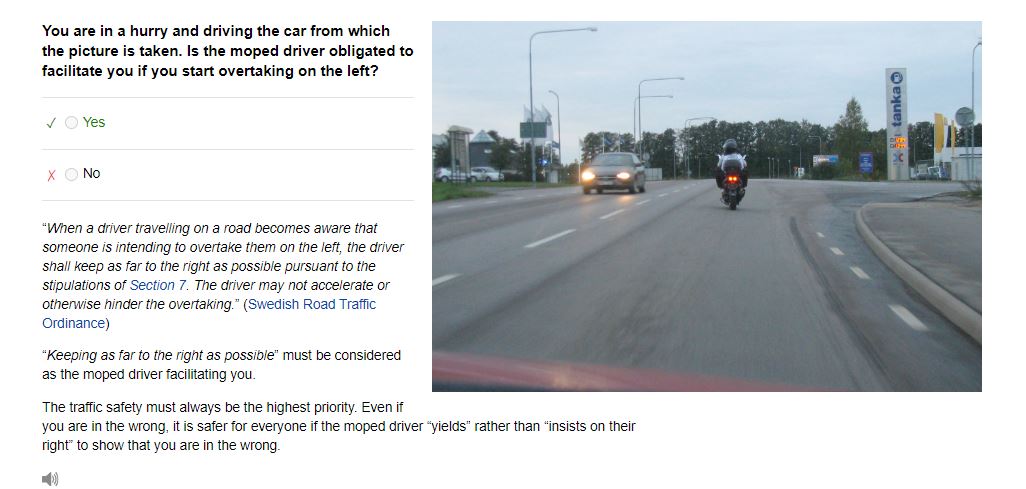 You are in a hurry and driving the car from which
the picture is taken. Is the moped driver obligated to
facilitate you if you start overtaking on the left?
✓ Yes
✗ No
“When a driver travelling on a road becomes aware that
someone is intending to overtake them on the left, the driver
shall keep as far to the right as possible pursuant to the
stipulations of Section 7. The driver may not accelerate or
otherwise hinder the overtaking.” (Swedish Road Traffic
Ordinance)
“Keeping as far to the right as possible” must be considered
as the moped driver facilitating you.
The traffic safety must always be the highest priority. Even if
you are in the wrong, it is safer for everyone if the moped driver “yields” rather than “insists on their
right” to show that you are in the wrong.
tanka